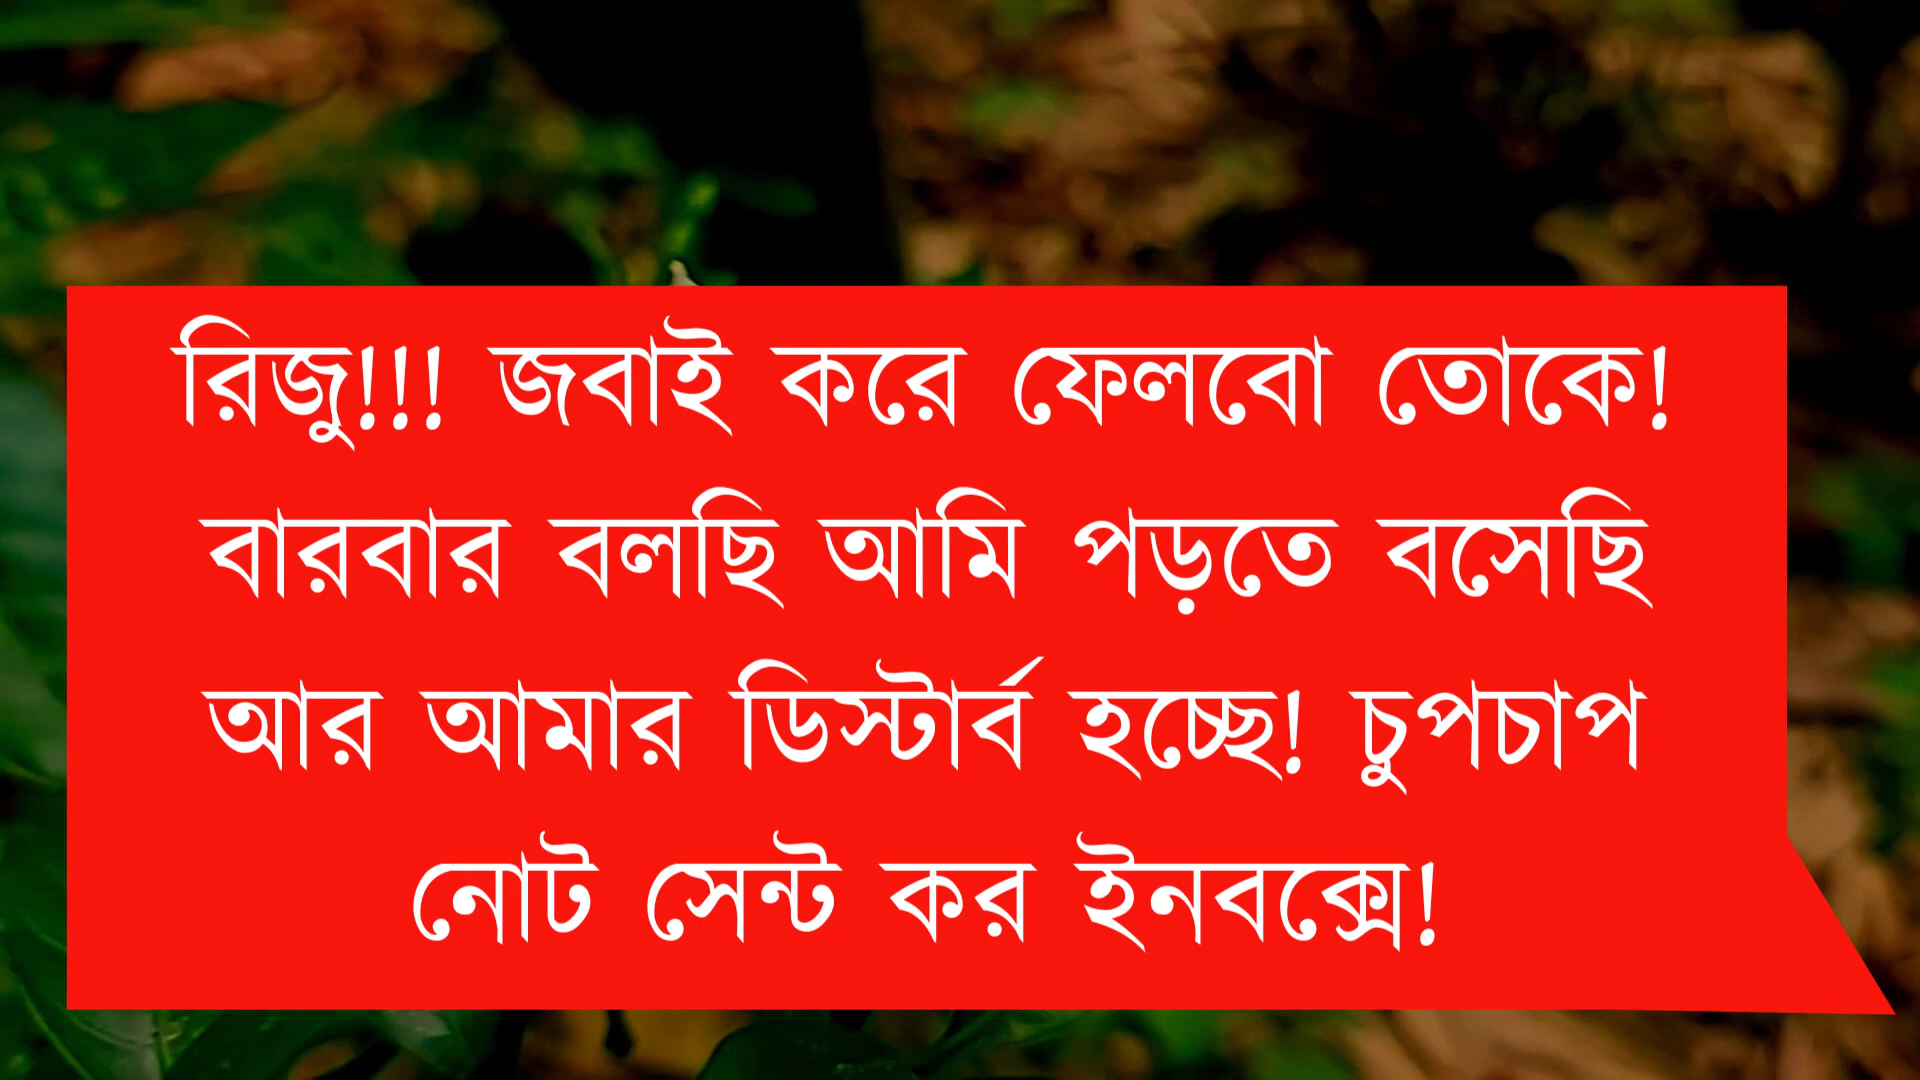 রিজু!!! জবাই করে ফেলবো তোকে!
বারবার বলছি আমি পড়তে বসেছি
আর আমার ডিস্টার্ব হচ্ছে! চুপচাপ
নোট সেন্ট কর ইনবক্সে!